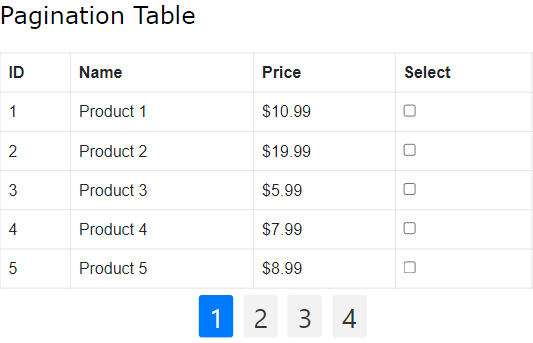 Pagination Table
ID Name Price Select
1 Product 1 $10.99
2 Product 2 $19.99
3 Product 3 $5.99
4 Product 4 $7.99
5 Product 5 $8.99
1 2 3 4